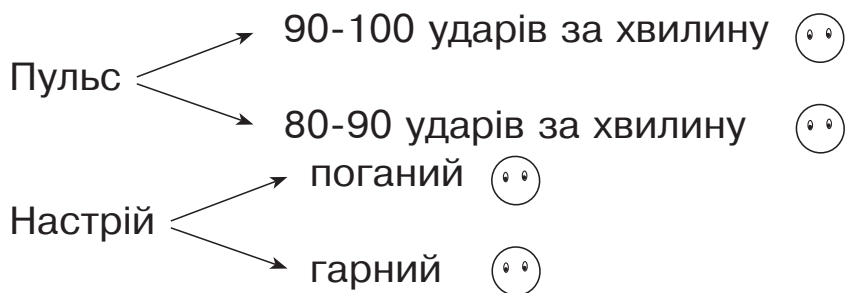 90-100 ударів за хвилину
Пульс
80-90 ударів за хвилину
поганий
Настрій
гарний